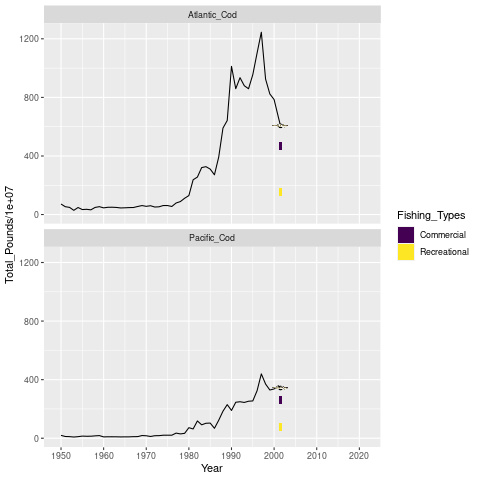 Atlantic_Cod
1200
800
400
0
Pacific_Cod
1200
800
400
0
1950 1960 1970 1980 1990 2000 2010 2020
Year
Total_Pounds/1e+07
Fishing_Types
Commercial
Recreational